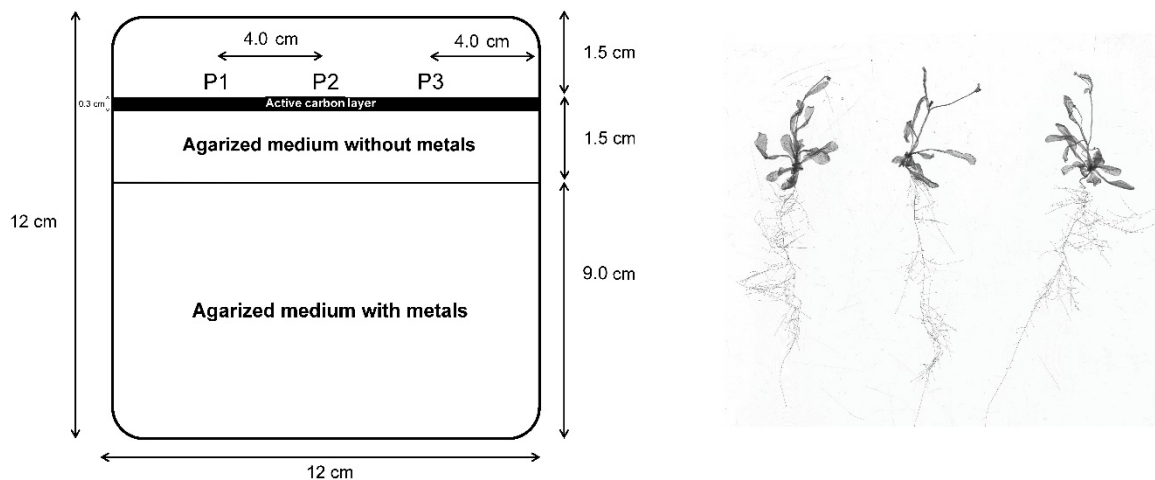 4.0 cm
4.0 cm
1.5 cm
P1
P2
P3
0.3 cm
Active carbon layer
Agarized medium without metals
1.5 cm
12 cm
9.0 cm
Agarized medium with metals
12 cm